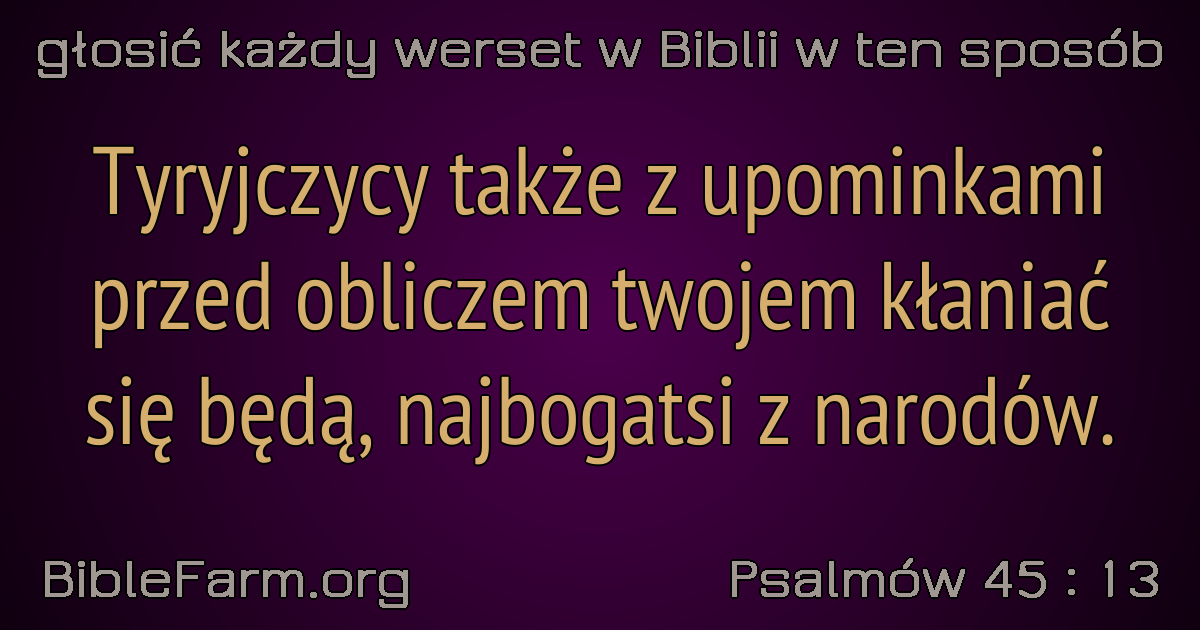 głosić każdy werset w Biblii w ten sposób
Tyryjczycy także z upominkami
przed obliczem twojem kłaniać
się będą, najbogatsi z narodów.
BibleFarm.org
Psalmów 45 : 13